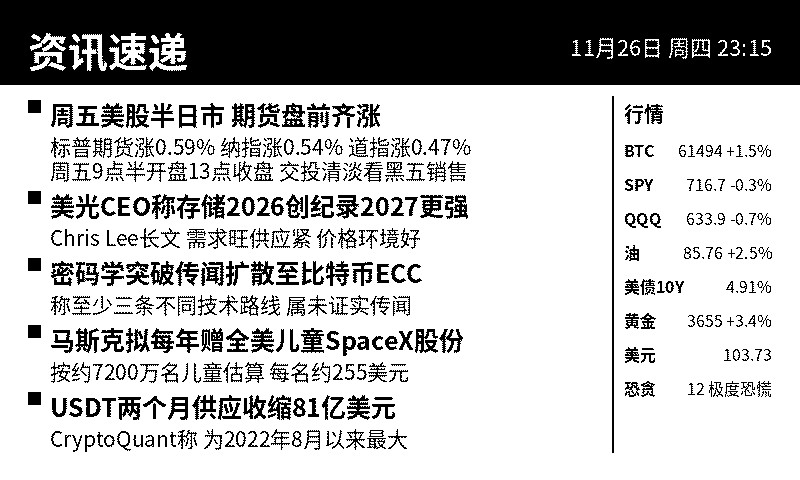 资讯速递
11月26日 周四 23:15
周五美股半日市 期货盘前齐涨
标普期货涨0.59% 纳指涨0.54% 道指涨0.47%
周五9点半开盘13点收盘 交投清淡看黑五销售
美光CEO称存储2026创纪录2027更强
Chris Lee长文 需求旺供应紧 价格环境好
密码学突破传闻扩散至比特币ECC
称至少三条不同技术路线 属未证实传闻
马斯克拟每年赠全美儿童SpaceX股份
按约7200万名儿童估算 每名约255美元
USDT两个月供应收缩81亿美元
CryptoQuant称 为2022年8月以来最大
行情
BTC 61494 +1.5%
SPY 716.7 -0.3%
QQQ 633.9 -0.7%
油 85.76 +2.5%
美债10Y 4.91%
黄金 3655 +3.4%
美元 103.73
恐贪 12 极度恐慌